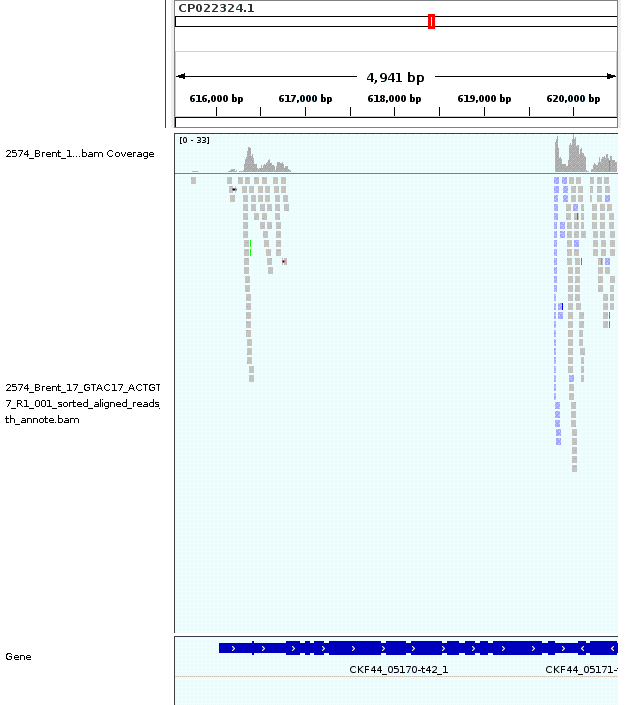 CP022324.1
4,941 bp
616,000 bp 617,000 bp 618,000 bp 619,000 bp 620,000 bp
[0 - 33]
2574_Brent_1...bam Coverage
2574_Brent_17_GTAC17_ACTGT
7_R1_001_sorted_aligned_reads_
th_annote.bam
Gene
CKF44_05170-t42_1
CKF44_05171-